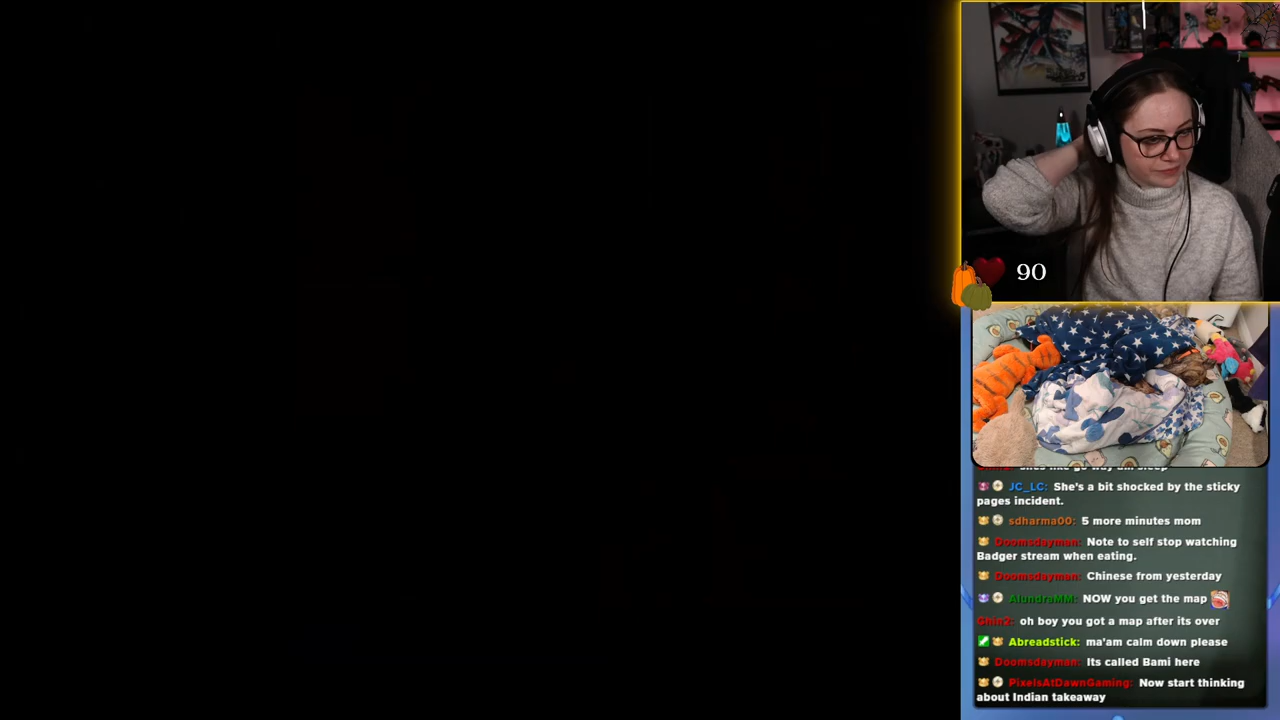 90
JC_LC: She's a bit shocked by the sticky
pages incident.
sdharma00: 5 more minutes mom
Doomsdayman: Note to self stop watching
Badger stream when eating.
Doomsdayman: Chinese from yesterday
AlundraMM: NOW you get the map
Ghin2: oh boy you got a map after its over
Abreadstick: ma'am calm down please
Doomsdayman: Its called Bami here
PixelsAtDawnGaming: Now start thinking
about Indian takeaway